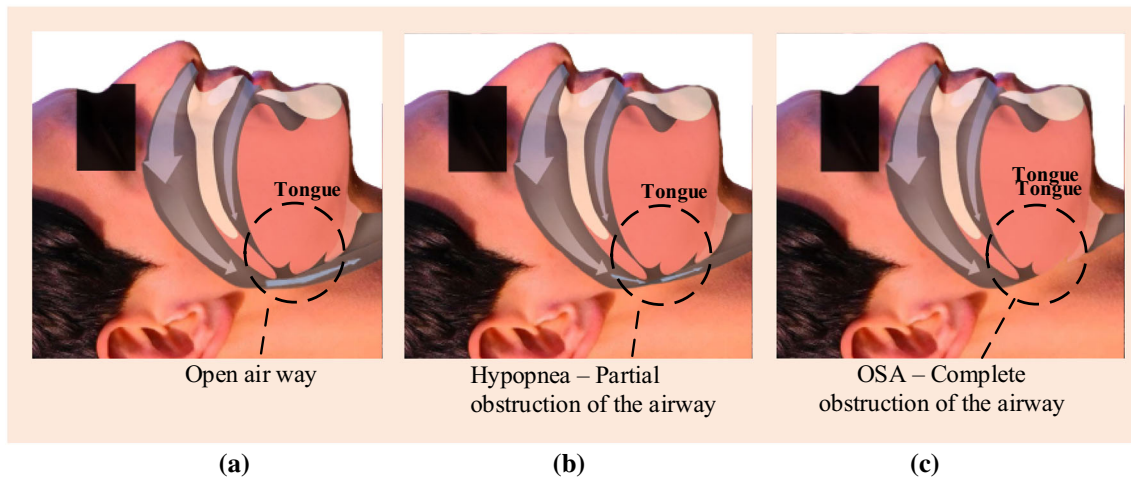 Tongue
Tongue
Tongue
Tongue
Open air way
Hypopnea – Partial
obstruction of the airway
OSA – Complete
obstruction of the airway
(a)
(b)
(c)